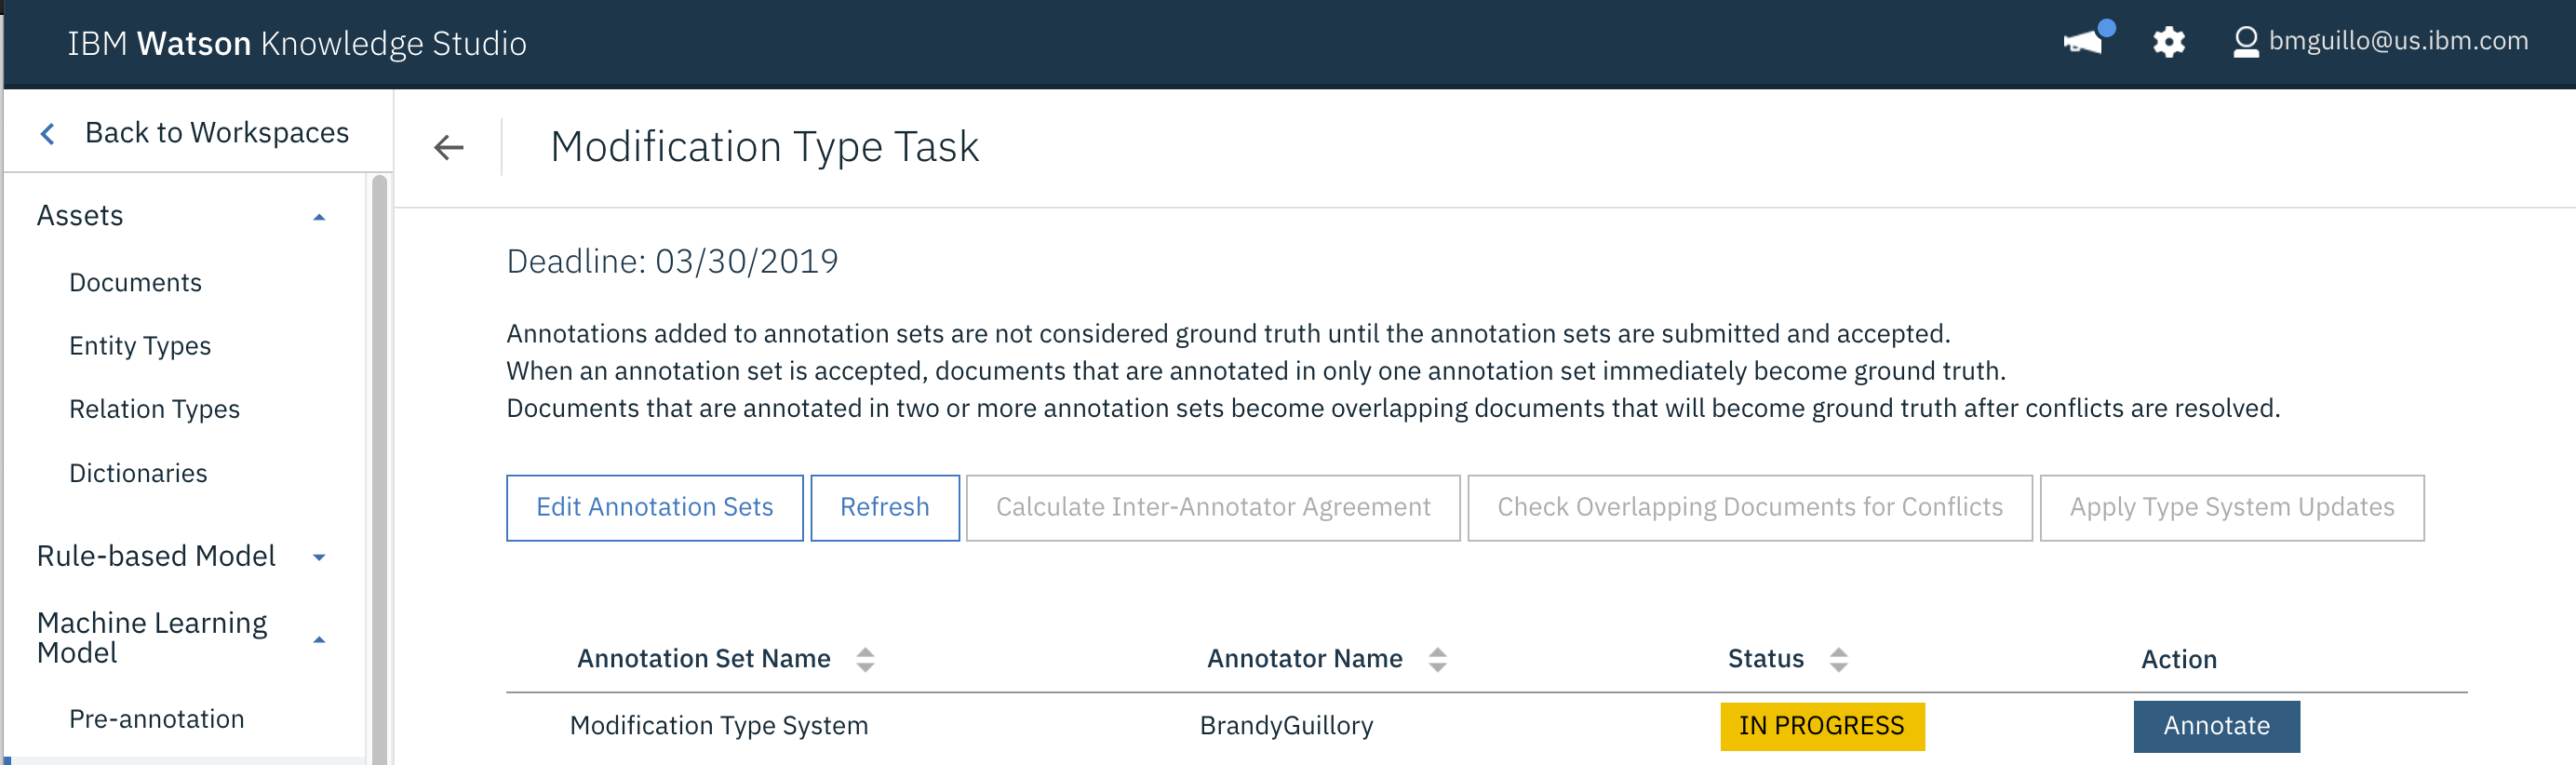 IBM Watson Knowledge Studio
bmguillo@us.ibm.com
Back to Workspaces
Modification Type Task
Assets
Documents
Entity Types
Relation Types
Dictionaries
Rule-based Model
Machine Learning
Model
Pre-annotation
Deadline: 03/30/2019
Annotations added to annotation sets are not considered ground truth until the annotation sets are submitted and accepted.
When an annotation set is accepted, documents that are annotated in only one annotation set immediately become ground truth.
Documents that are annotated in two or more annotation sets become overlapping documents that will become ground truth after conflicts are resolved.
Edit Annotation Sets Refresh Calculate Inter-Annotator Agreement Check Overlapping Documents for Conflicts Apply Type System Updates
Annotation Set Name Annotator Name Status Action
Modification Type System BrandyGuillory IN PROGRESS Annotate